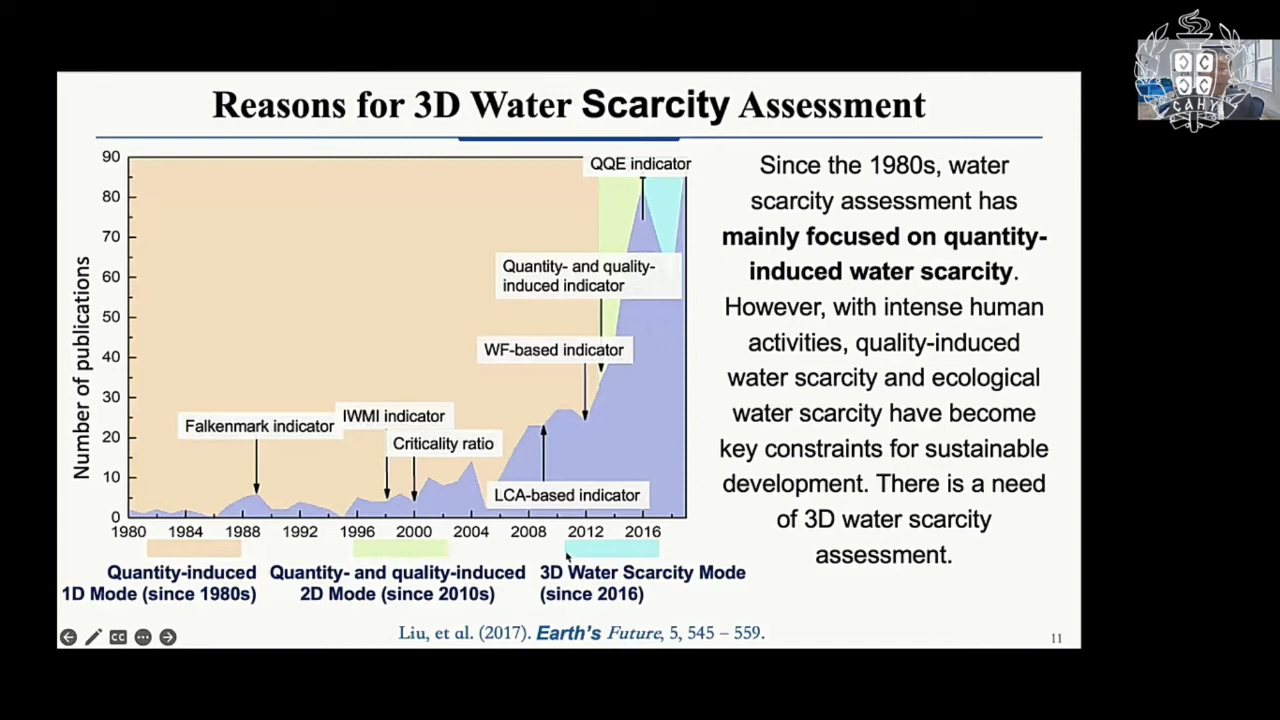 Reasons for 3D Water Scarcity Assessment
90
80
70
60
50
40
30
20
10
0
Number of publications
QQE indicator
Quantity- and quality-
induced indicator
WF-based indicator
Falkenmark indicator
IWMI indicator
Criticality ratio
LCA-based indicator
1980 1984 1988 1992 1996 2000 2004 2008 2012 2016
Quantity-induced
1D Mode (since 1980s)
Quantity- and quality-induced
2D Mode (since 2010s)
3D Water Scarcity Mode
(since 2016)
Since the 1980s, water
scarcity assessment has
mainly focused on quantity-
induced water scarcity.
However, with intense human
activities, quality-induced
water scarcity and ecological
water scarcity have become
key constraints for sustainable
development. There is a need
of 3D water scarcity
assessment.
Liu, et al. (2017). Earth's Future, 5, 545 – 559.
11
CC
CAHY